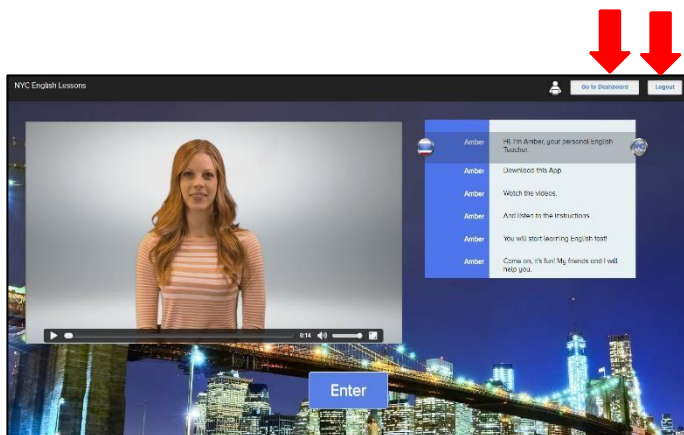 NYC English Lessons
Go to Dashboard
Logout
Amber
Hi, I'm Amber, your personal English
Teacher.
NYC
Amber
Download this App.
Amber
Watch the videos.
Amber
And listen to the instructions.
Amber
You will start learning English fast!
Amber
Come on, it's fun! My friends and I will
help you.
0:14
Enter